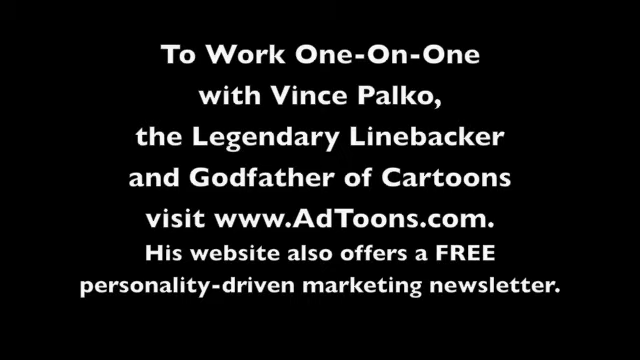 To Work One-On-One
with Vince Palko,
the Legendary Linebacker
and Godfather of Cartoons
visit www.AdToons.com.
His website also offers a FREE
personality-driven marketing newsletter.